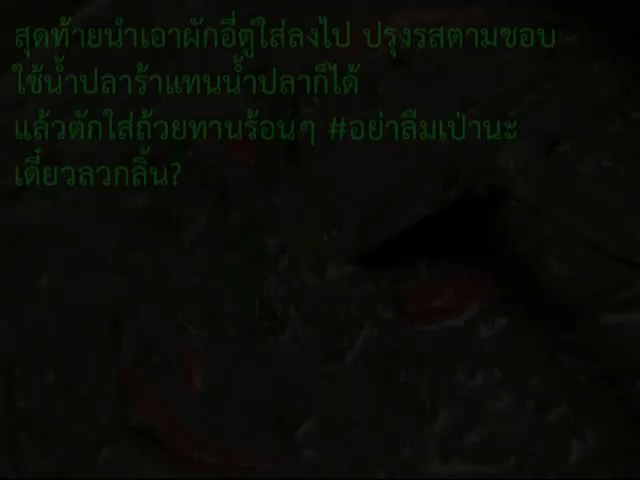 สุดท้ายนำเอาผักอี่ตู่ใส่ลงไป ปรุงรสตามชอบ
ใช้น้ำปลาร้าแทนน้ำปลาก็ได้
แล้วตักใส่ถ้วยทานร้อนๆ #อย่าลืมเป่านะ
เดี๋ยวลวกลิ้น?